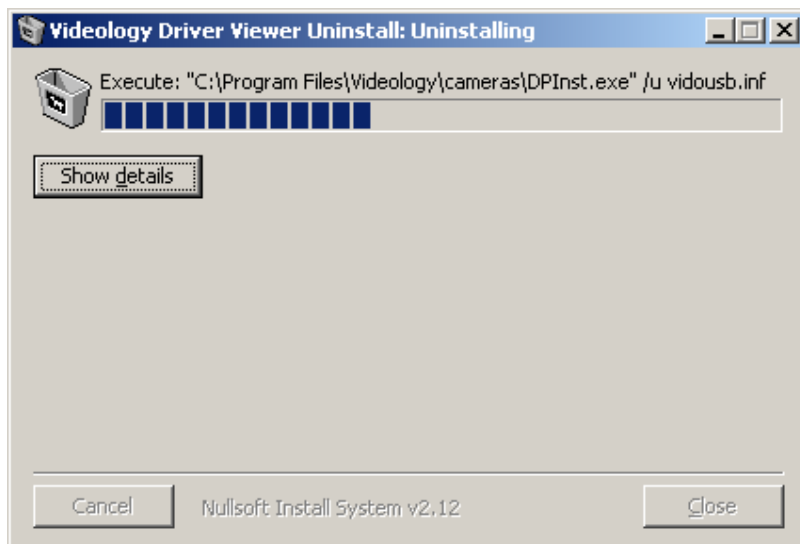 Videology Driver Viewer Uninstall: Uninstalling
Execute: "C:\Program Files\Videology\cameras\DPInst.exe" /u vidousb.inf
Show details
Cancel
Nullsoft Install System v2.12
Close